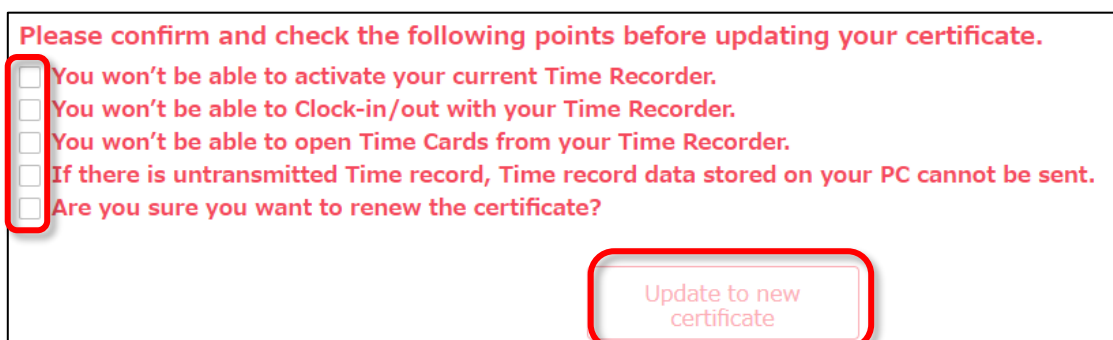 Please confirm and check the following points before updating your certificate.
You won't be able to activate your current Time Recorder.
You won't be able to Clock-in/out with your Time Recorder.
You won't be able to open Time Cards from your Time Recorder.
If there is untransmitted Time record, Time record data stored on your PC cannot be sent.
Are you sure you want to renew the certificate?
Update to new
certificate